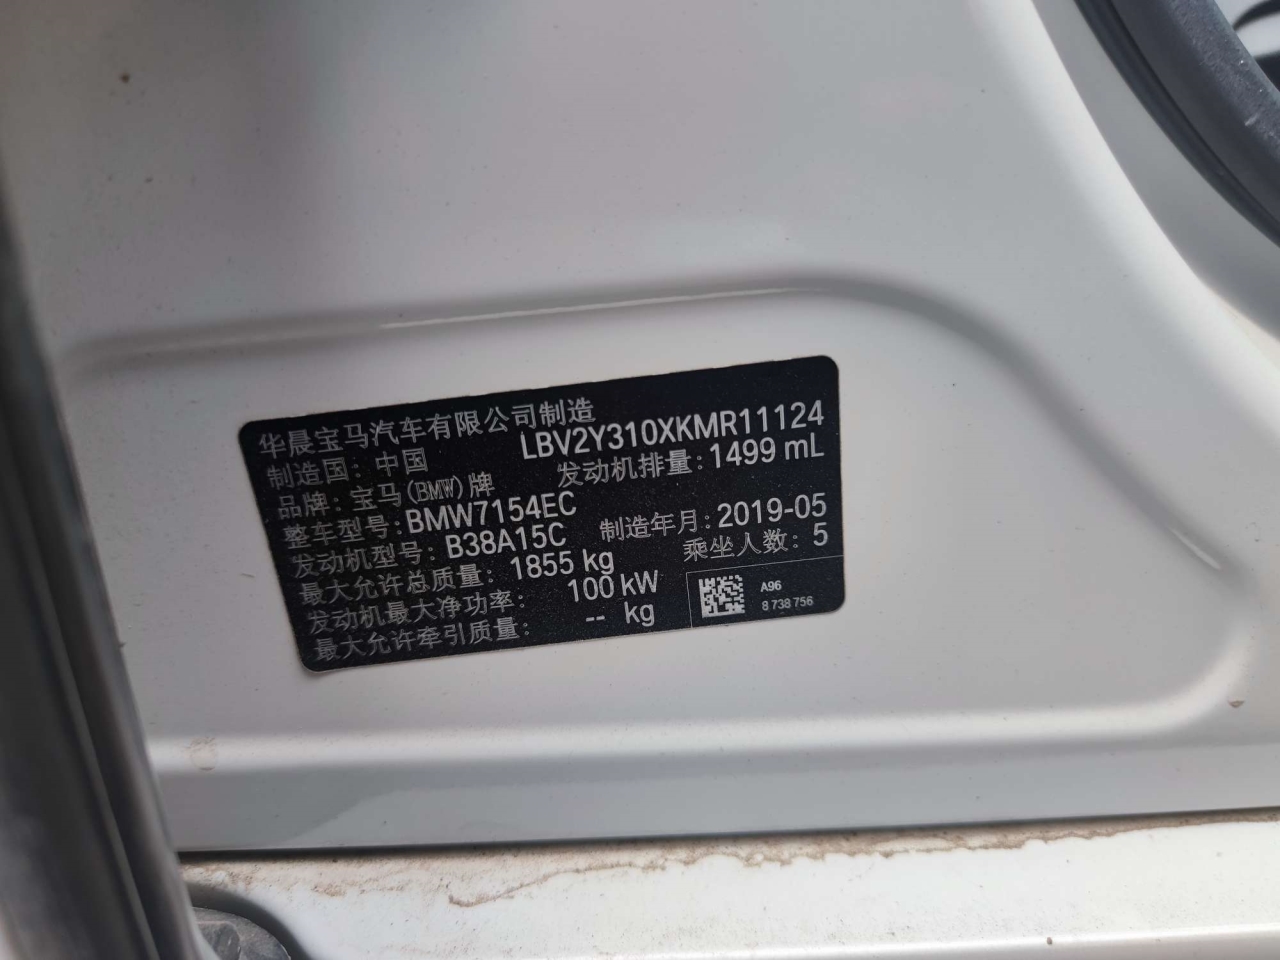 华晨宝马汽车有限公司制造
制造国：中国 LBV2Y310XKMR11124
品牌：宝马(BMW)牌 发动机排量：1499 mL
整车型号：BMW7154EC
发动机型号：B38A15C 制造年月：2019-05
最大允许总质量：1855 kg 乘坐人数：5
发动机最大净功率：100 kW
最大允许牵引质量：-- kg
A96
8 738 756